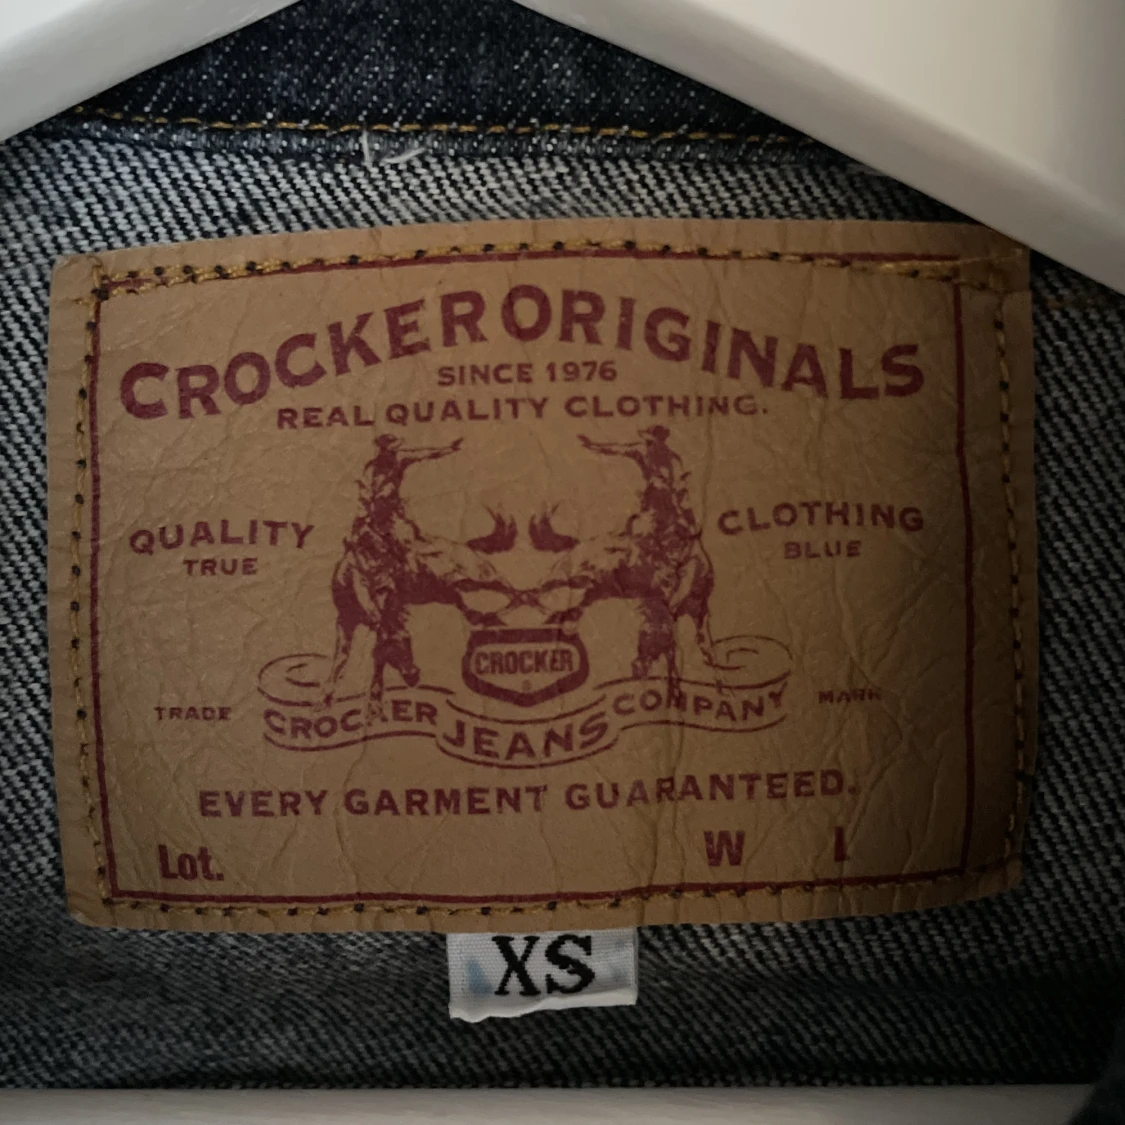 CROCKER ORIGINALS
SINCE 1976
REAL QUALITY CLOTHING.
QUALITY
TRUE
CLOTHING
BLUE
CROCKER
®
TRADE
MARK
CROCKER JEANS COMPANY
EVERY GARMENT GUARANTEED.
Lot.
W L
XS